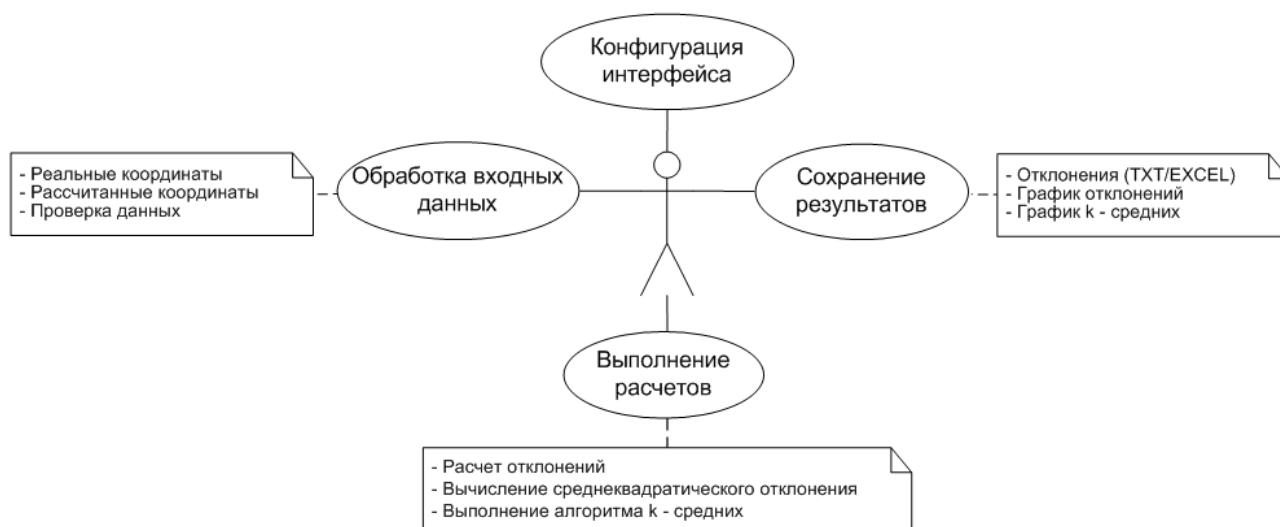 Конфигурация
интерфейса
- Реальные координаты
- Рассчитанные координаты
- Проверка данных
Обработка входных
данных
Сохранение
результатов
- Отклонения (TXT/EXCEL)
- График отклонений
- График k - средних
Выполнение
расчетов
- Расчет отклонений
- Вычисление среднеквадратического отклонения
- Выполнение алгоритма k - средних